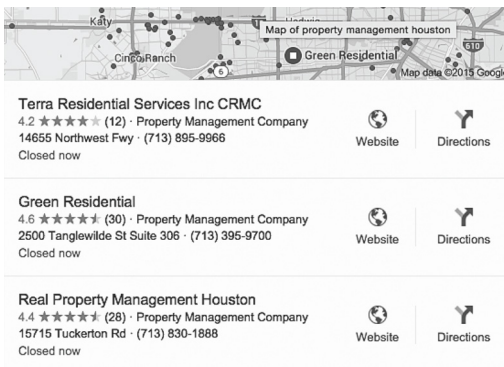 Katy
Map of property management houston
Cinco Ranch
Green Residential
610
6
Map data ©2015 Google
Terra Residential Services Inc CRMC
4.2 ★★★★★ (12) · Property Management Company
14655 Northwest Fwy · (713) 895-9966
Closed now
Website
Directions
Green Residential
4.6 ★★★★★ (30) · Property Management Company
2500 Tanglewilde St Suite 306 · (713) 395-9700
Closed now
Website
Directions
Real Property Management Houston
4.4 ★★★★★ (28) · Property Management Company
15715 Tuckerton Rd · (713) 830-1888
Closed now
Website
Directions